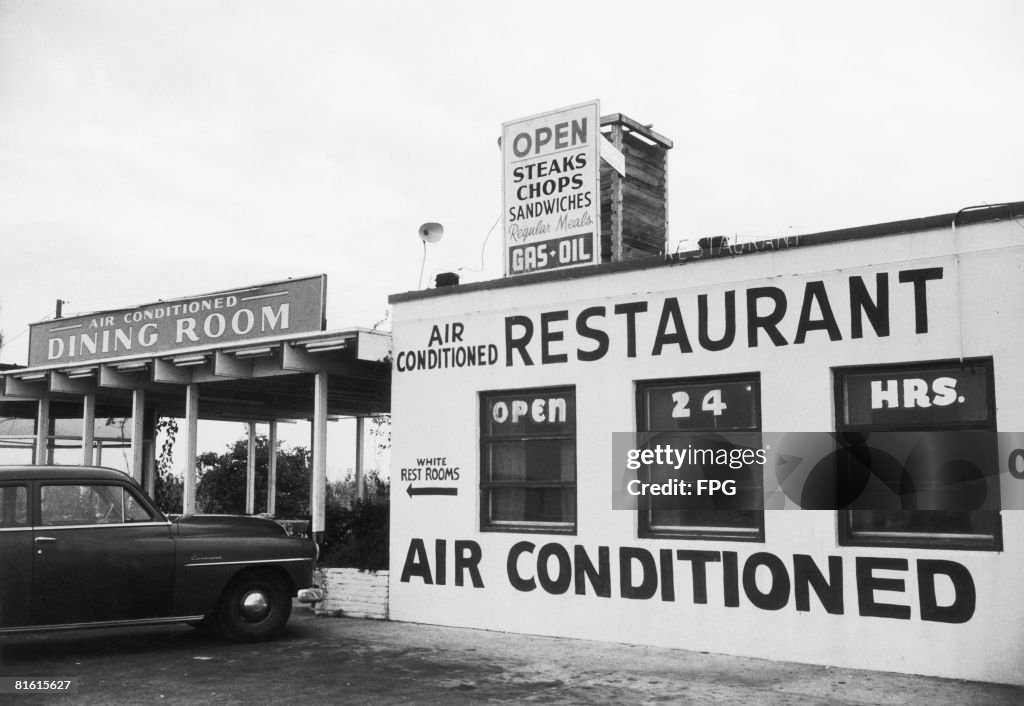 OPEN
STEAKS
CHOPS
SANDWICHES
Regular Meals
GAS - OIL
RESTAURANT
AIR CONDITIONED
DINING ROOM
AIR
CONDITIONED
RESTAURANT
OPEN
24
HRS.
WHITE
REST ROOMS
AIR CONDITIONED
gettyimages®
Credit: FPG
81615627